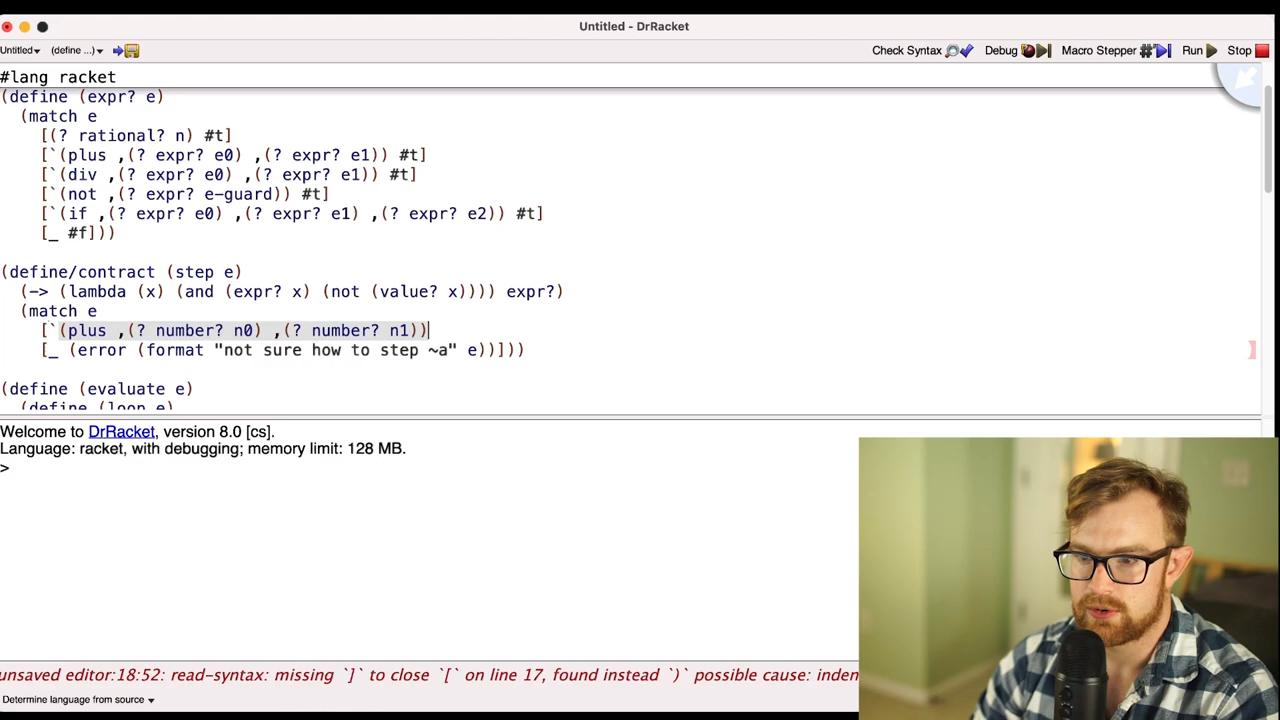 Untitled - DrRacket
Untitled▾ (define ...)▾ Check Syntax Debug Macro Stepper Run Stop
#lang racket
(define (expr? e)
(match e
[(? rational? n) #t]
[`(plus ,(? expr? e0) ,(? expr? e1)) #t]
[`(div ,(? expr? e0) ,(? expr? e1)) #t]
[`(not ,(? expr? e-guard)) #t]
[`(if ,(? expr? e0) ,(? expr? e1) ,(? expr? e2)) #t]
[_ #f]))
(define/contract (step e)
(-> (lambda (x) (and (expr? x) (not (value? x)))) expr?)
(match e
[`(plus ,(? number? n0) ,(? number? n1))
[_ (error (format "not sure how to step ~a" e))]))
(define (evaluate e)
(define (loop e)
Welcome to DrRacket, version 8.0 [cs].
Language: racket, with debugging; memory limit: 128 MB.
>
unsaved editor:18:52: read-syntax: missing `]` to close `[` on line 17, found instead `)` possible cause: inden
Determine language from source ▾